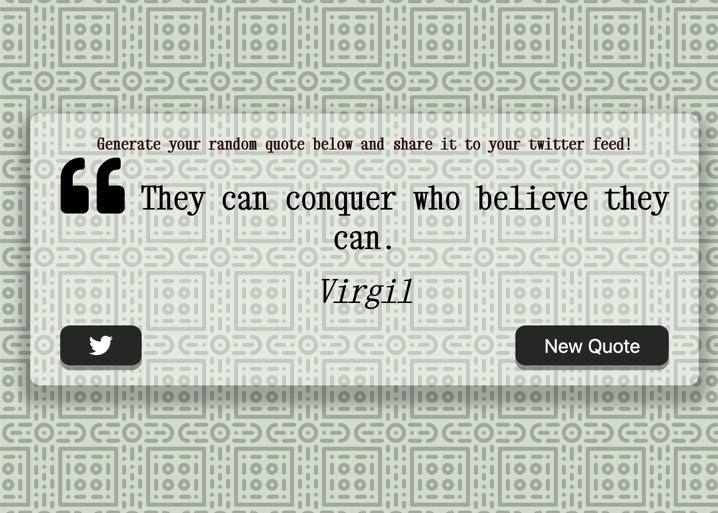 Generate your random quote below and share it to your twitter feed!
They can conquer who believe they
can.
Virgil
New Quote